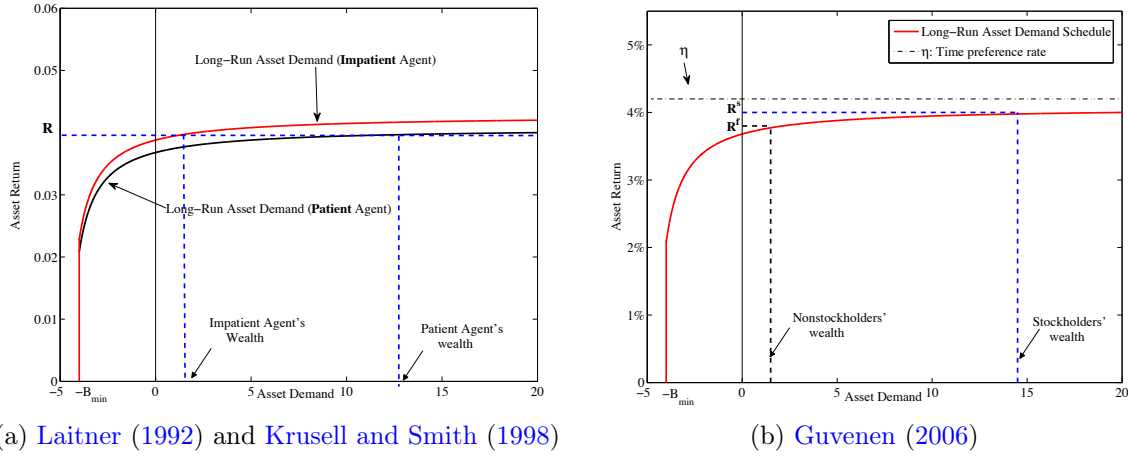 0.06
0.05
0.04
0.03
0.02
0.01
0
R
Asset Return
Long−Run Asset Demand (Impatient Agent)
Long−Run Asset Demand (Patient Agent)
Impatient Agent's
Wealth
Patient Agent's
wealth
−5
−Bmin
0
5
10
15
20
Asset Demand
(a) Laitner (1992) and Krusell and Smith (1998)
5%
4%
3%
2%
1%
0
Asset Return
Long−Run Asset Demand Schedule
η: Time preference rate
η
Rs
Rf
Nonstockholders'
wealth
Stockholders'
wealth
−5
−Bmin
0
5
10
15
20
Asset Demand
(b) Guvenen (2006)